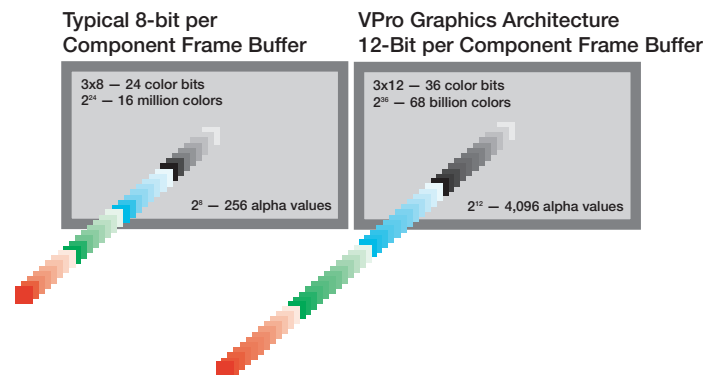 Typical 8-bit per
Component Frame Buffer
3x8 — 24 color bits
2²⁴ — 16 million colors
2⁸ — 256 alpha values
VPro Graphics Architecture
12-Bit per Component Frame Buffer
3x12 — 36 color bits
2³⁶ — 68 billion colors
2¹² — 4,096 alpha values